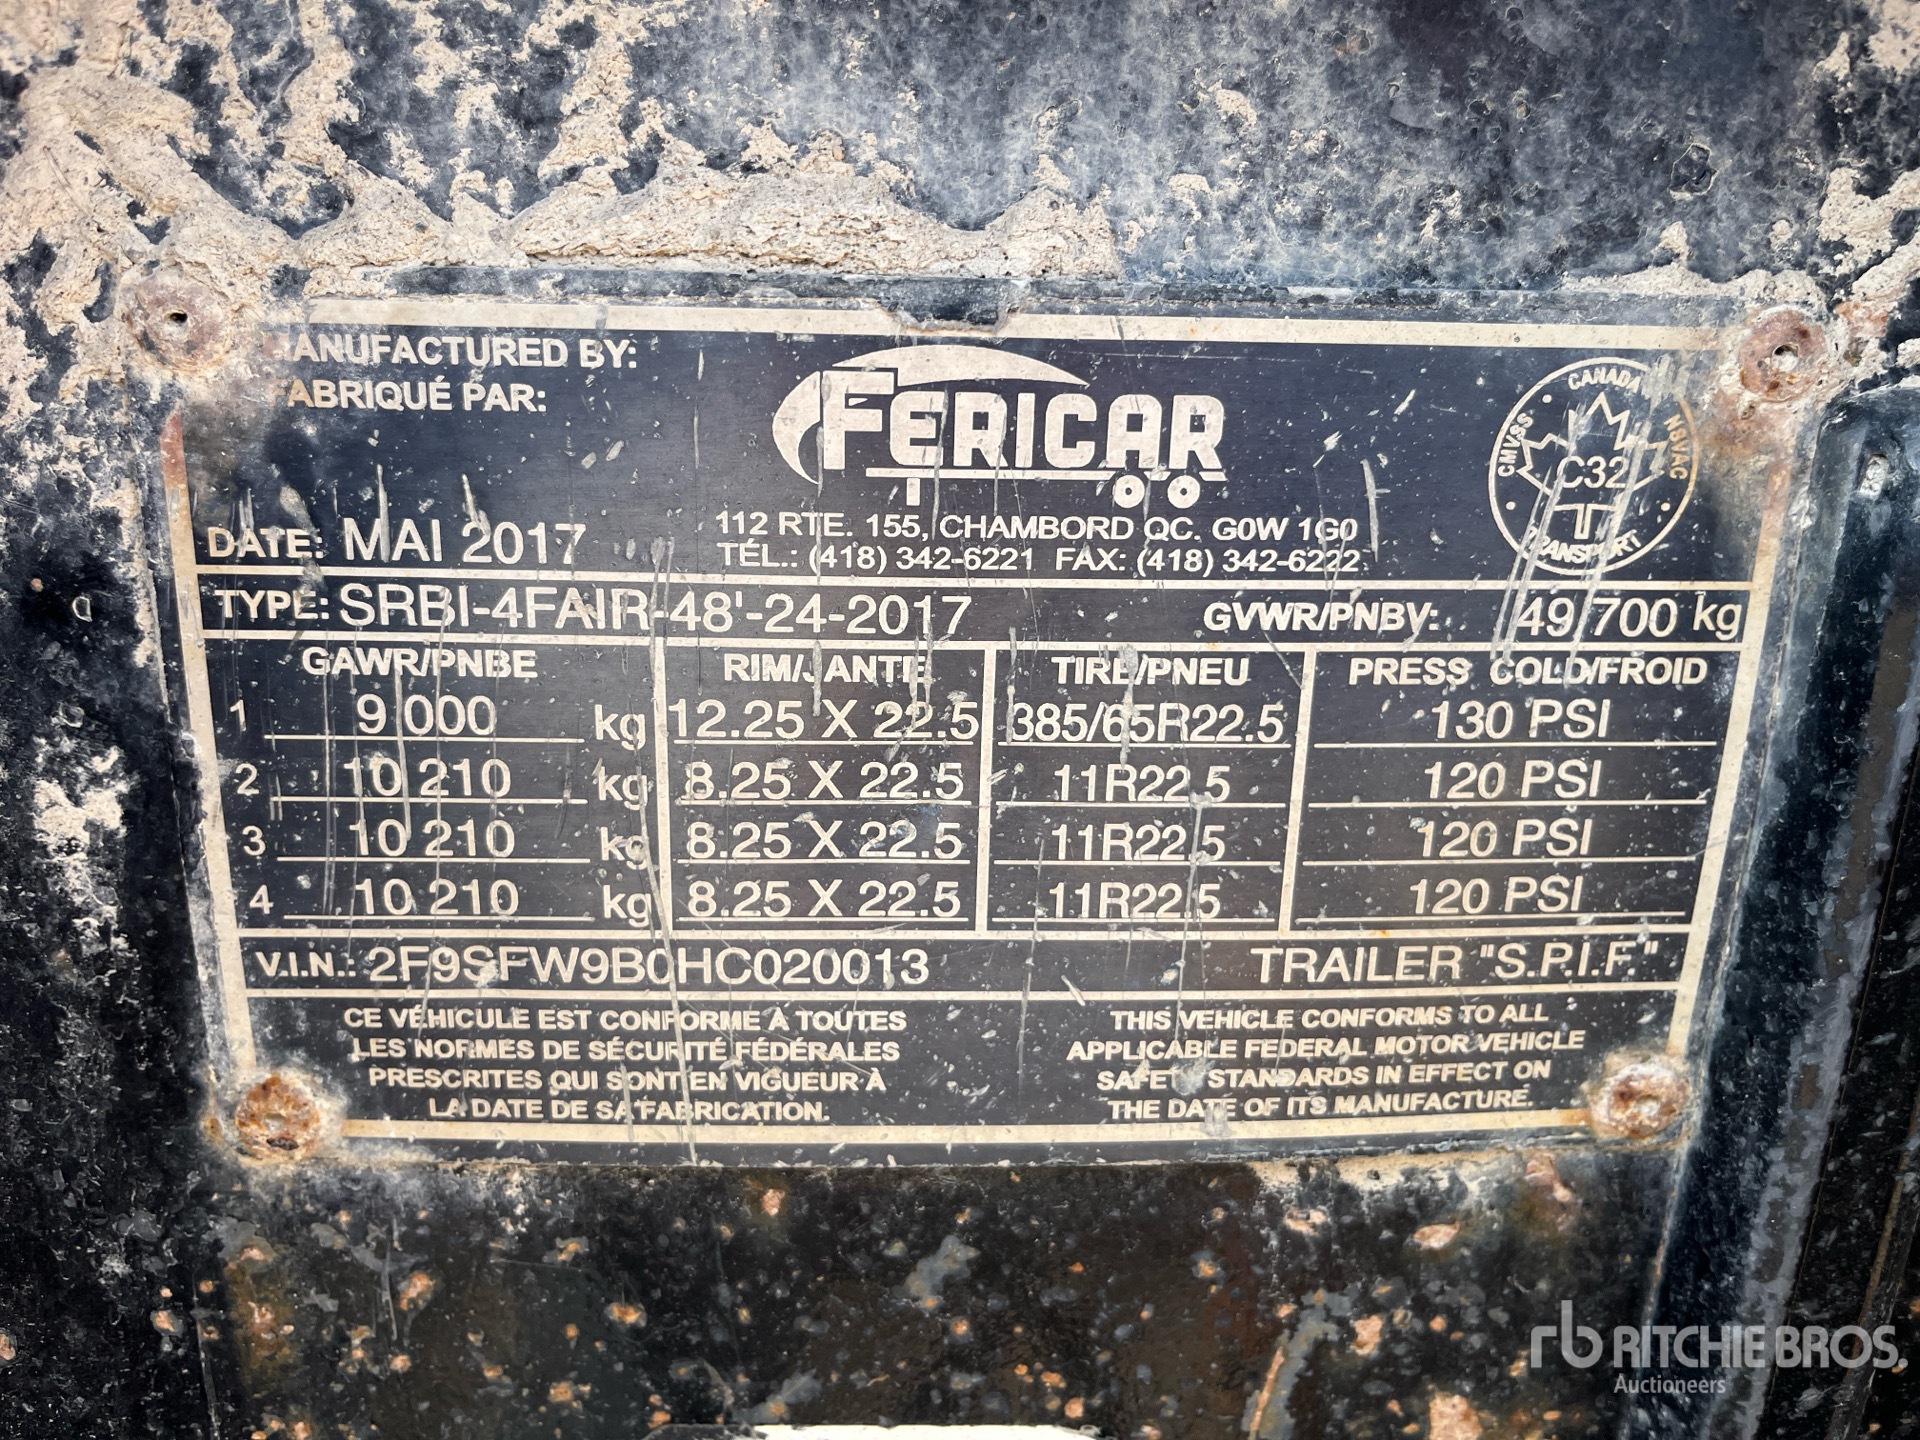 MANUFACTURED BY:
FABRIQUÉ PAR:
FERICAR
CANADA
CMVSS · NSVAC
C32
TRANSPORT
DATE: MAI 2017
112 RTE. 155, CHAMBORD QC. G0W 1G0
TÉL.: (418) 342-6221 FAX: (418) 342-6222
TYPE: SRBI-4FAIR-48'-24-2017 GVWR/PNBV: 49 700 kg
GAWR/PNBE RIM/JANTE TIRE/PNEU PRESS COLD/FROID
1 9 000 kg 12.25 X 22.5 385/65R22.5 130 PSI
2 10 210 kg 8.25 X 22.5 11R22.5 120 PSI
3 10 210 kg 8.25 X 22.5 11R22.5 120 PSI
4 10 210 kg 8.25 X 22.5 11R22.5 120 PSI
V.I.N.: 2F9SFW9B0HC020013 TRAILER "S.P.I.F."
CE VÉHICULE EST CONFORME À TOUTES
LES NORMES DE SÉCURITÉ FÉDÉRALES
PRESCRITES QUI SONT EN VIGUEUR À
LA DATE DE SA FABRICATION.
THIS VEHICLE CONFORMS TO ALL
APPLICABLE FEDERAL MOTOR VEHICLE
SAFETY STANDARDS IN EFFECT ON
THE DATE OF ITS MANUFACTURE.
rb RITCHIE BROS.
Auctioneers